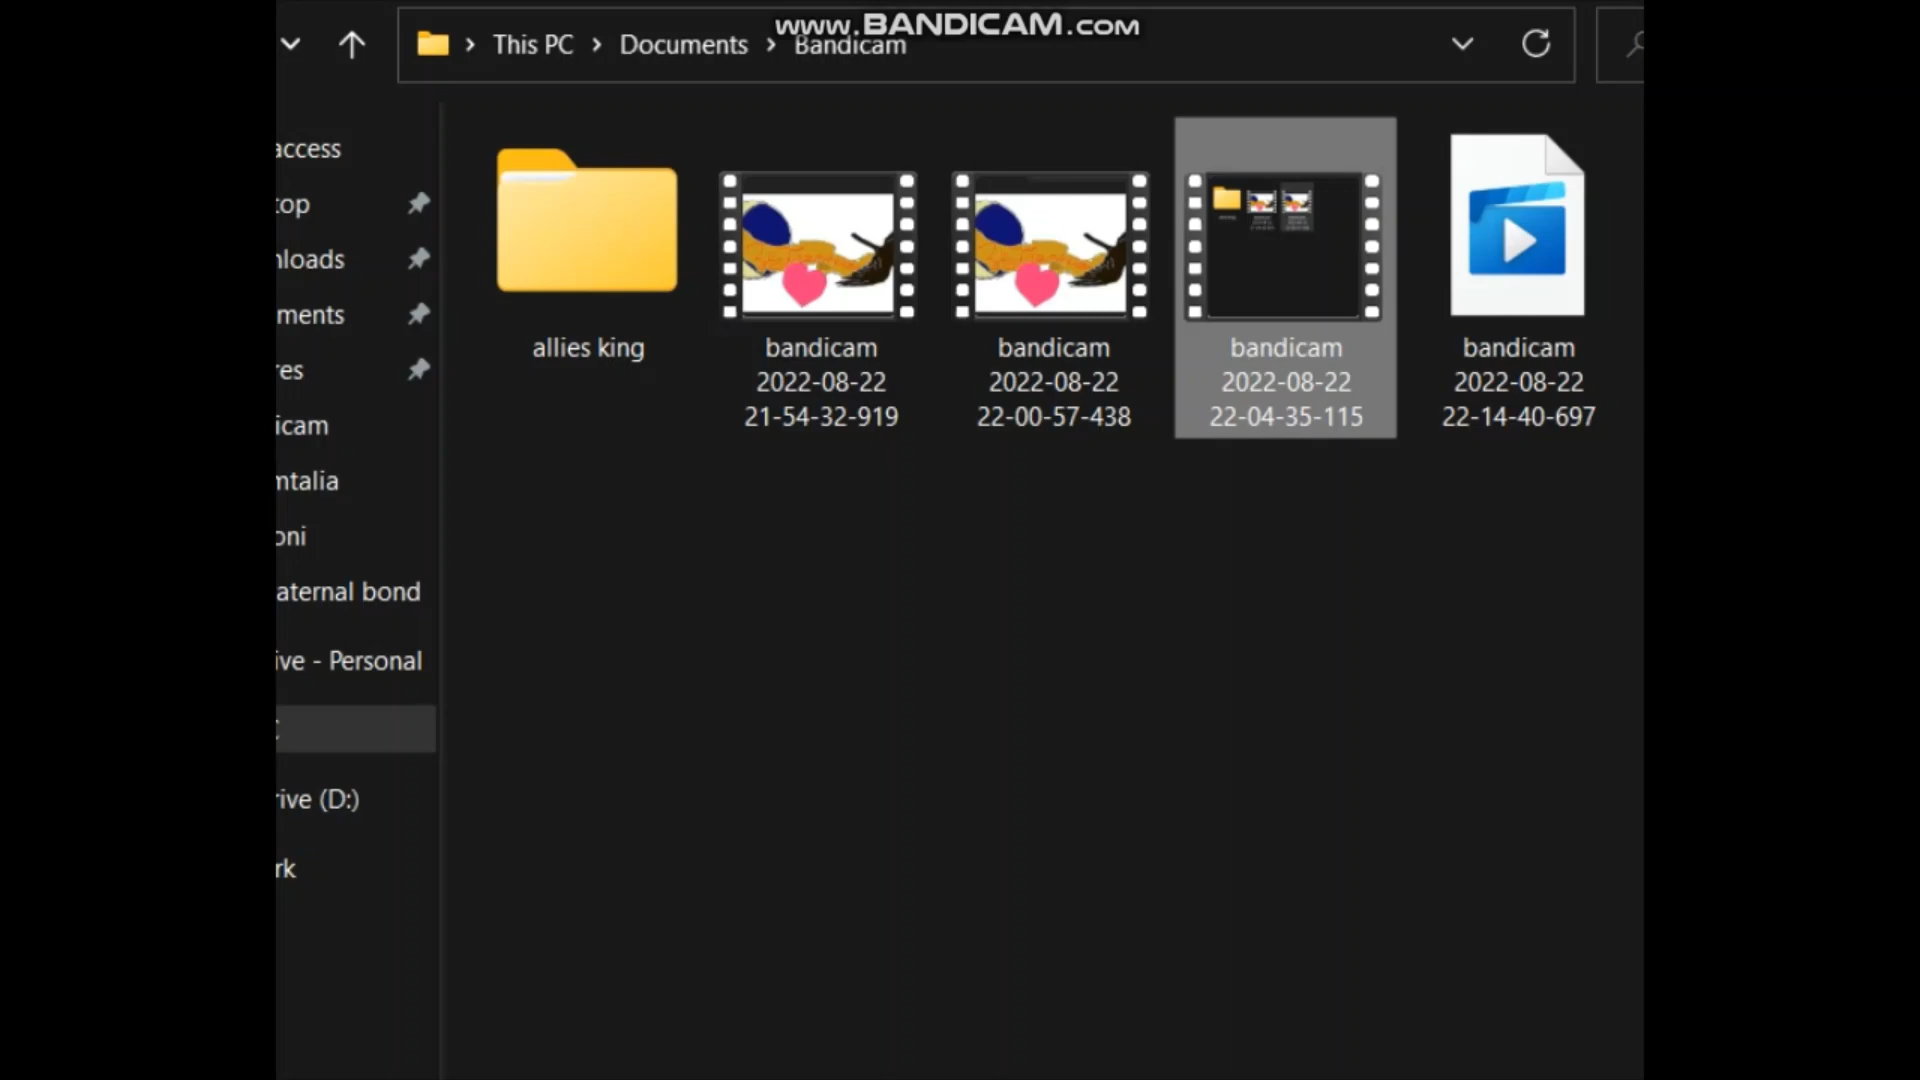 www.BANDICAM.com
This PC > Documents > Bandicam
access
top
nloads
ments
res
icam
ntalia
oni
aternal bond
ive - Personal
rive (D:)
rk
allies king
bandicam
2022-08-22
21-54-32-919
bandicam
2022-08-22
22-00-57-438
bandicam
2022-08-22
22-04-35-115
bandicam
2022-08-22
22-14-40-697